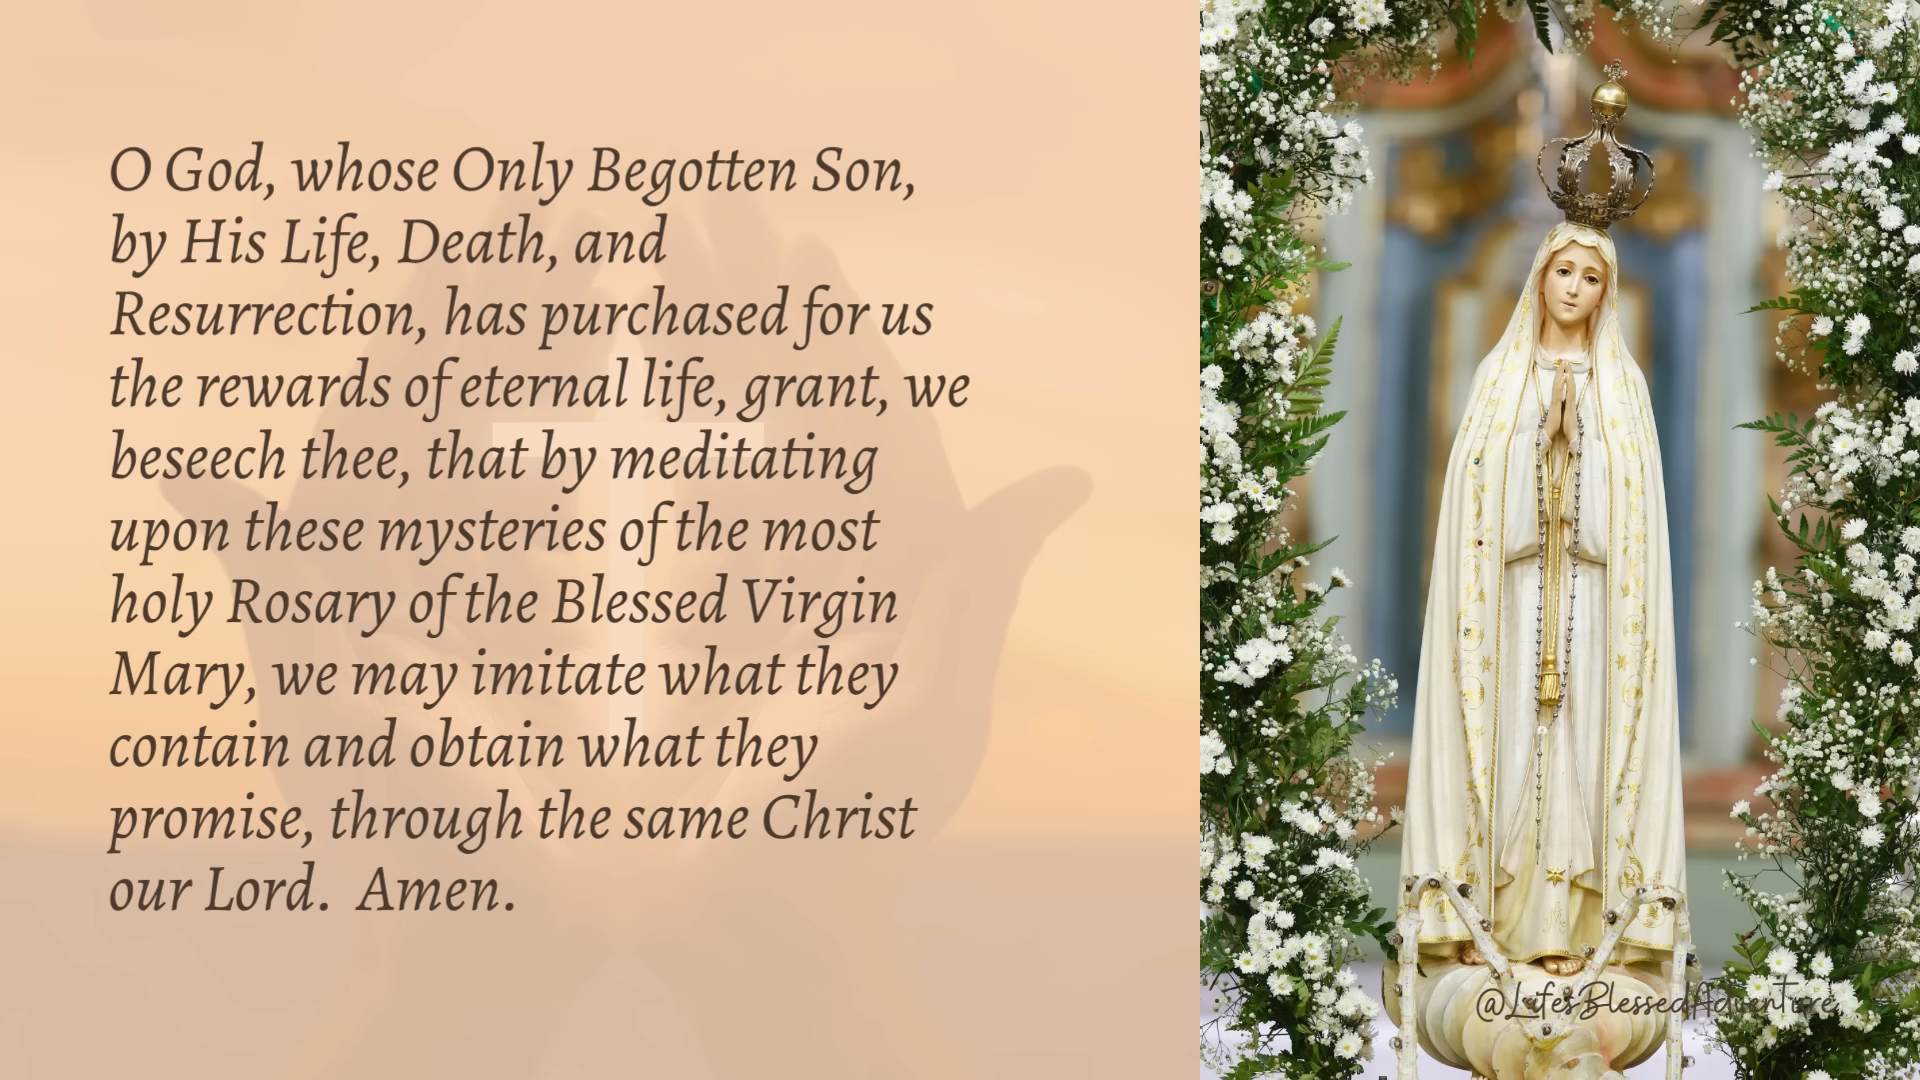 O God, whose Only Begotten Son,
by His Life, Death, and
Resurrection, has purchased for us
the rewards of eternal life, grant, we
beseech thee, that by meditating
upon these mysteries of the most
holy Rosary of the Blessed Virgin
Mary, we may imitate what they
contain and obtain what they
promise, through the same Christ
our Lord.  Amen.
@LifesBlessedAdventure